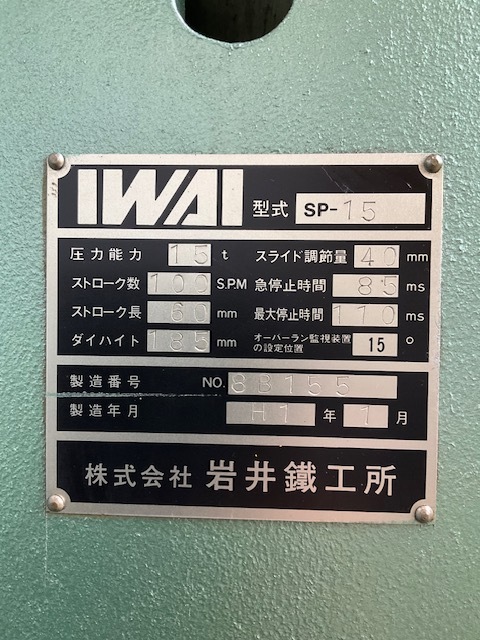 IWAI 型式 SP-15
圧力能力 15 t スライド調節量 40 mm
ストローク数 100 S.P.M 急停止時間 85 ms
ストローク長 60 mm 最大停止時間 110 ms
ダイハイト 185 mm オーバーラン監視装置の設定位置 15 °
製造番号 NO. 8B155
製造年月 H1 年 1 月
株式会社 岩井鐵工所